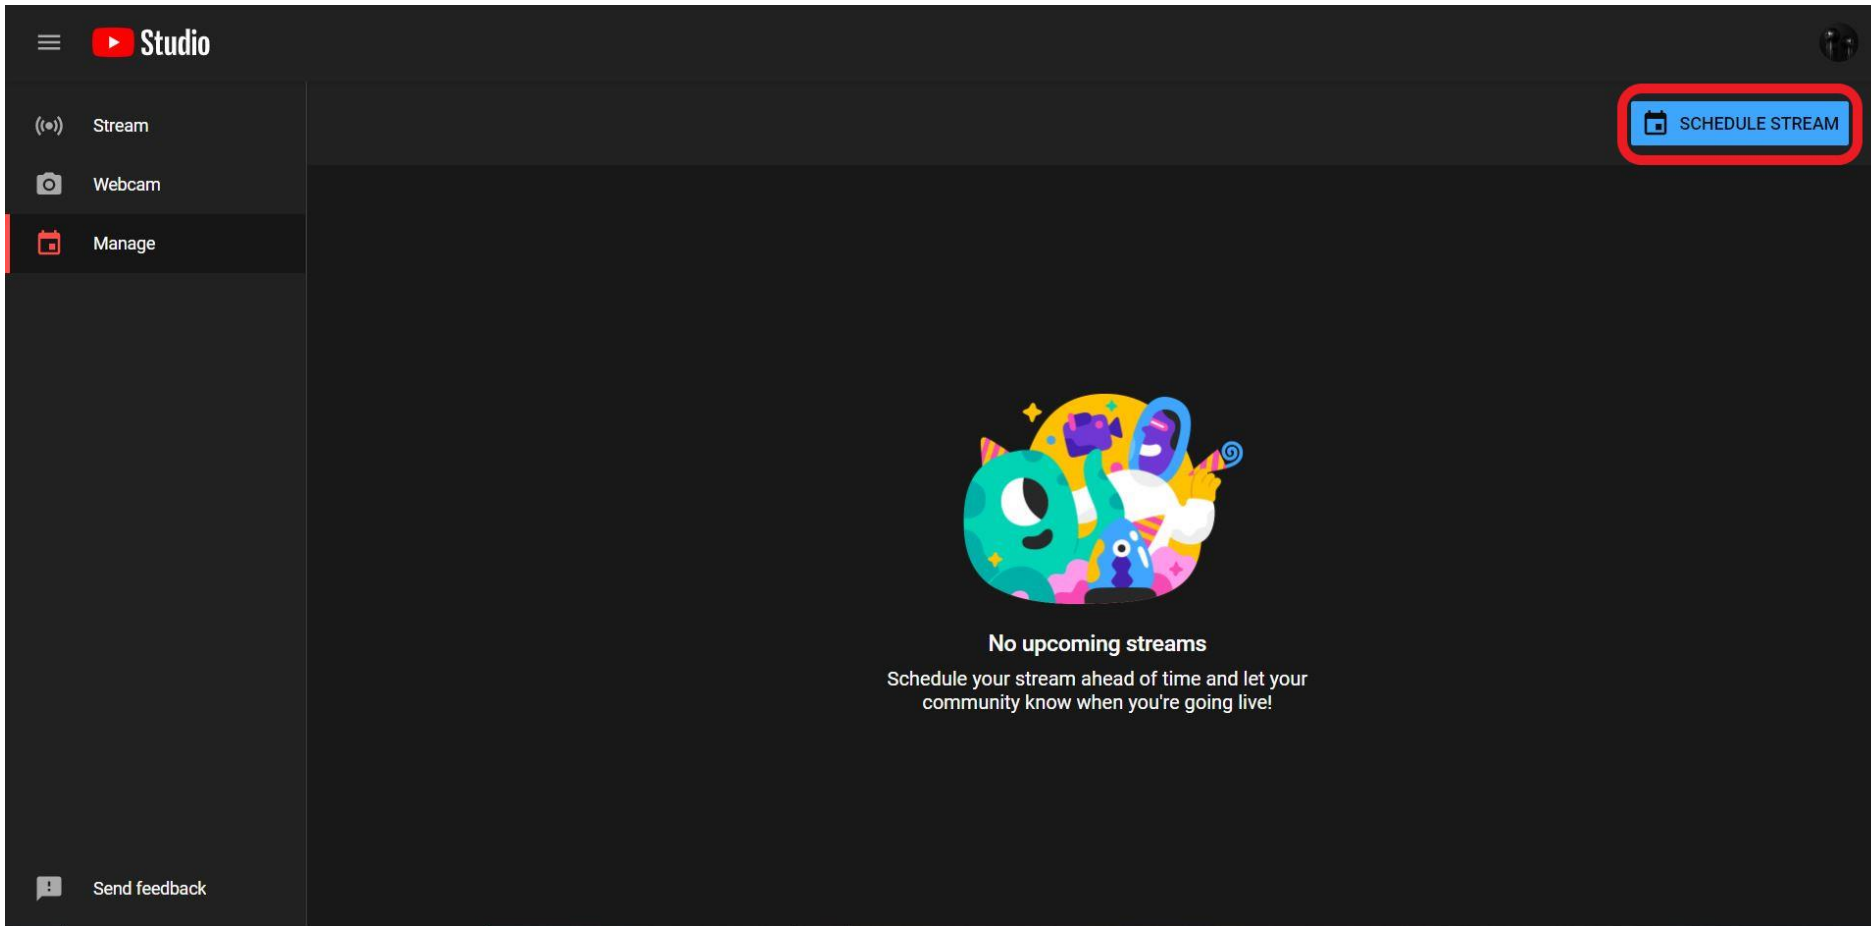 Studio
SCHEDULE STREAM
Stream
Webcam
Manage
No upcoming streams
Schedule your stream ahead of time and let your
community know when you're going live!
Send feedback